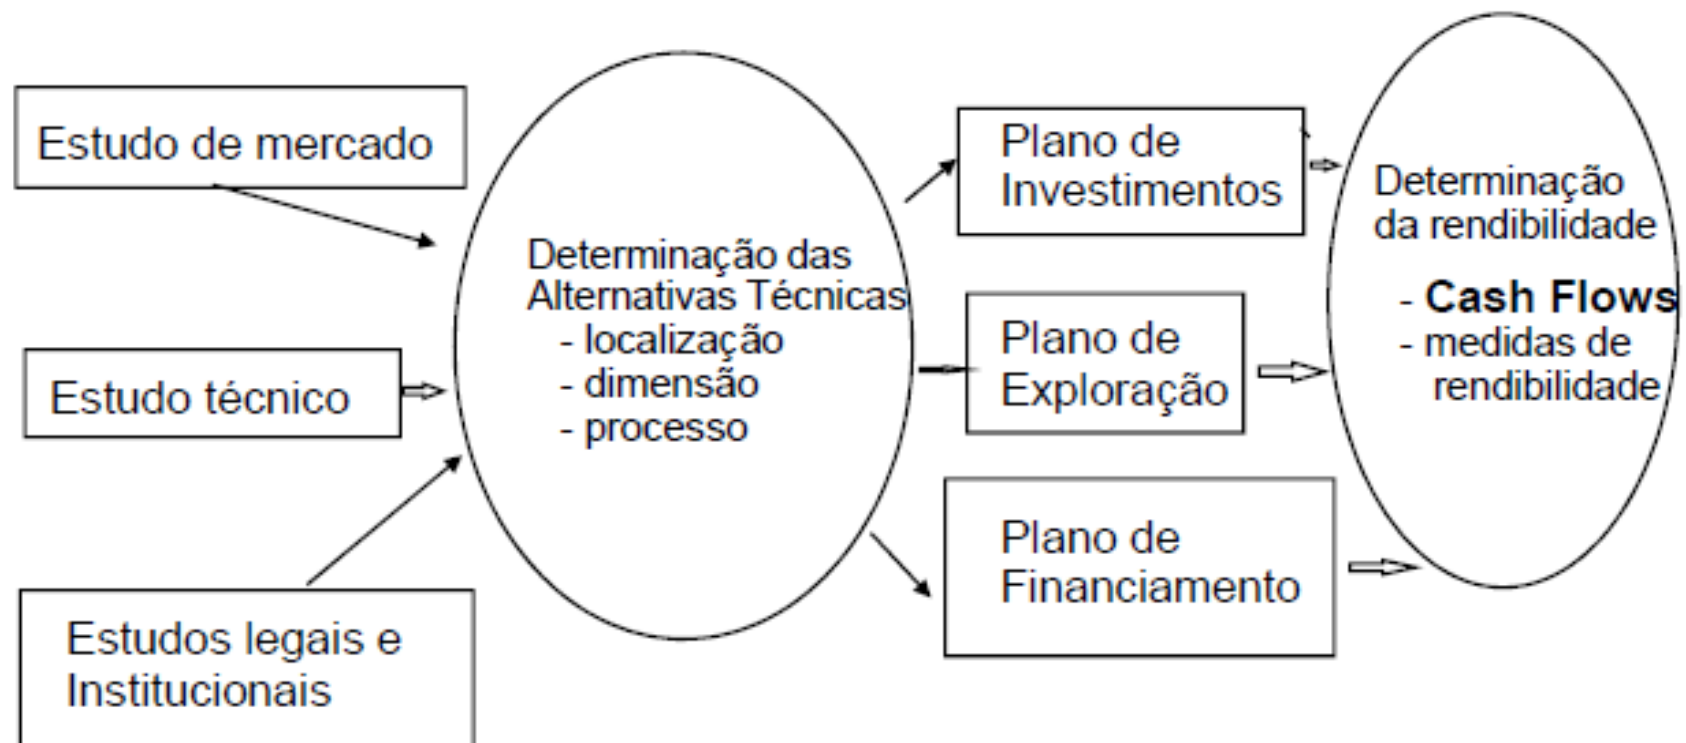 Estudo de mercado
Estudo técnico
Estudos legais e
Institucionais
Determinação das
Alternativas Técnicas
- localização
- dimensão
- processo
Plano de
Investimentos
Plano de
Exploração
Plano de
Financiamento
Determinação
da rendibilidade
- Cash Flows
- medidas de
rendibilidade